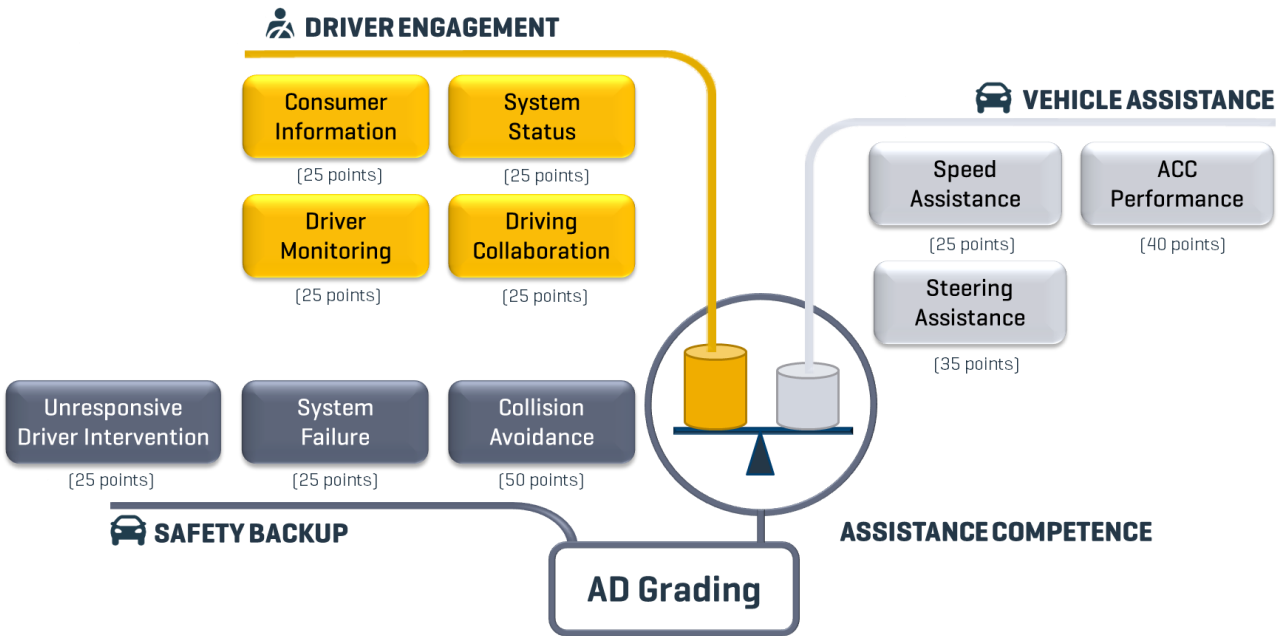 DRIVER ENGAGEMENT
Consumer
Information
(25 points)
System
Status
(25 points)
Driver
Monitoring
(25 points)
Driving
Collaboration
(25 points)
VEHICLE ASSISTANCE
Speed
Assistance
(25 points)
ACC
Performance
(40 points)
Steering
Assistance
(35 points)
Unresponsive
Driver Intervention
(25 points)
System
Failure
(25 points)
Collision
Avoidance
(50 points)
SAFETY BACKUP
ASSISTANCE COMPETENCE
AD Grading